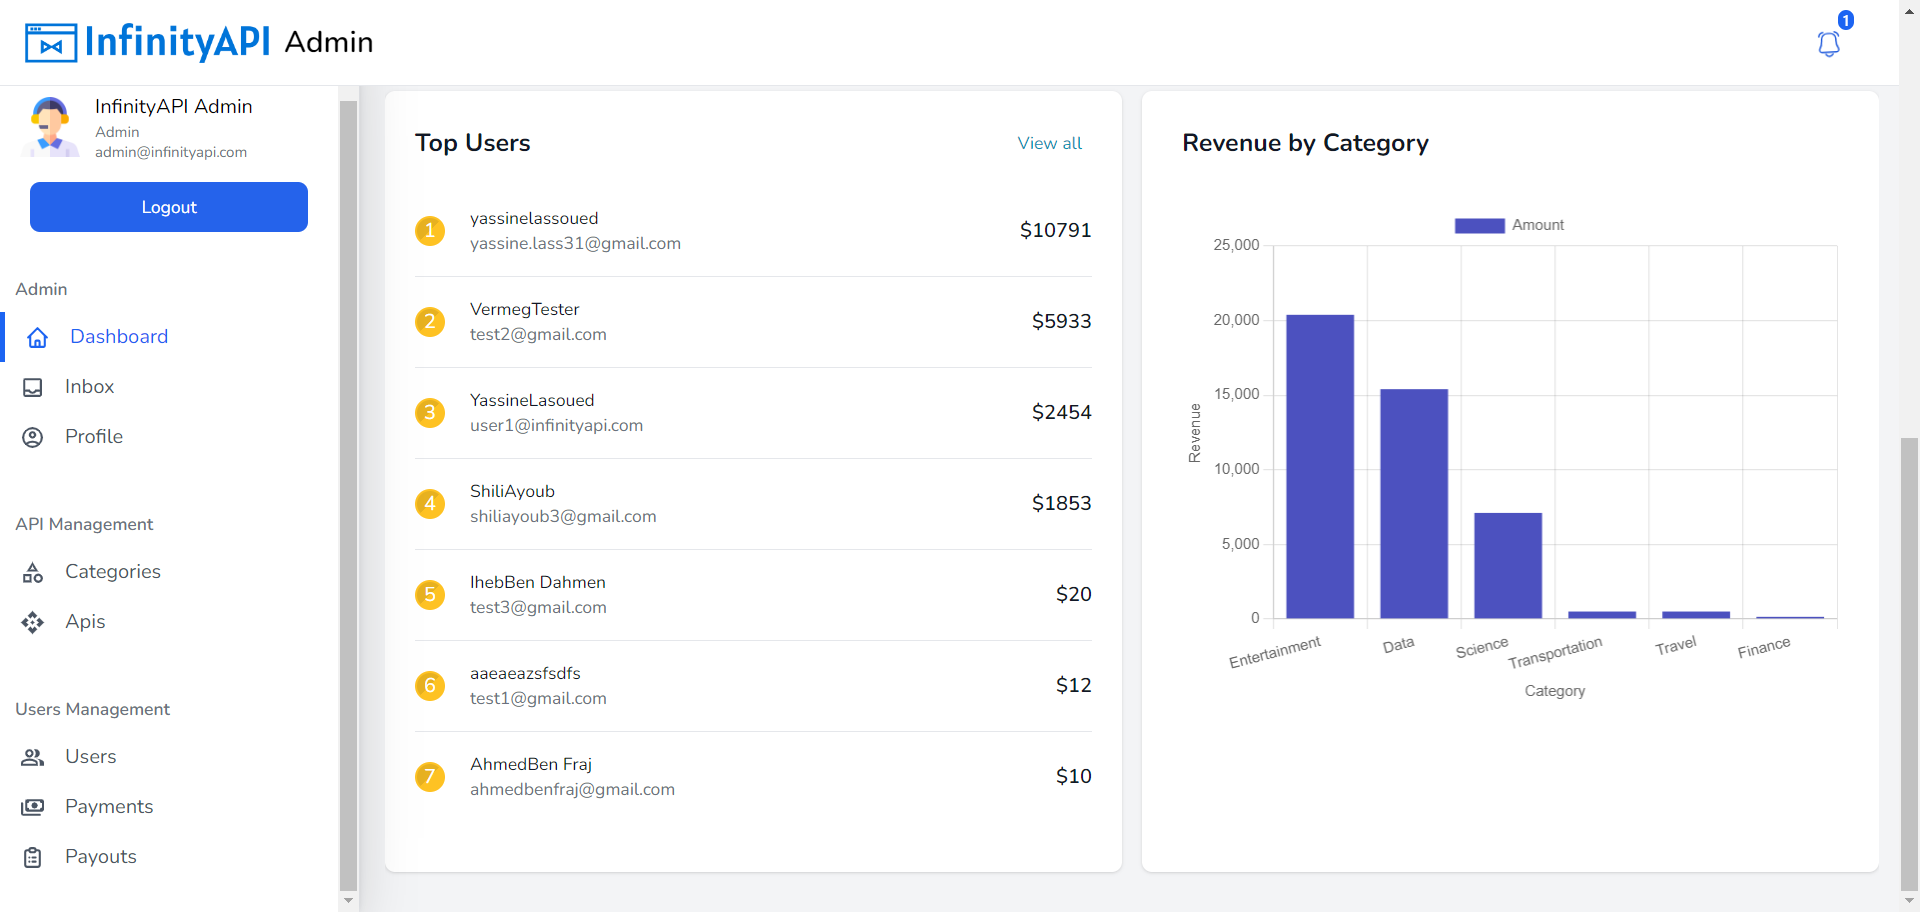 InfinityAPI Admin
1
InfinityAPI Admin
Admin
admin@infinityapi.com
Logout
Admin
Dashboard
Inbox
Profile
API Management
Categories
Apis
Users Management
Users
Payments
Payouts
Top Users
View all
1
yassinelassoued
yassine.lass31@gmail.com
$10791
2
VermegTester
test2@gmail.com
$5933
3
YassineLasoued
user1@infinityapi.com
$2454
4
ShiliAyoub
shiliayoub3@gmail.com
$1853
5
IhebBen Dahmen
test3@gmail.com
$20
6
aaeaeazsfsdfs
test1@gmail.com
$12
7
AhmedBen Fraj
ahmedbenfraj@gmail.com
$10
Revenue by Category
Amount
25,000
20,000
15,000
10,000
5,000
0
Revenue
Entertainment
Data
Science
Transportation
Travel
Finance
Category